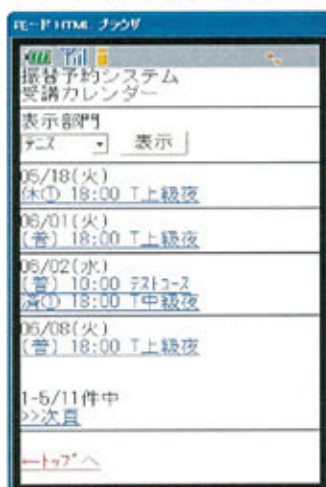 iモードHTML ブラウザ
振替予約システム
受講カレンダー
表示部門
テニス 表示
05/18(火)
(休① 18:00 T上級夜
06/01(火)
(普) 18:00 T上級夜
06/02(水)
(普) 10:00 テストコース
済① 18:00 T中級夜
06/08(火)
(普) 18:00 T上級夜
1-5/11件中
>>次頁
←トップへ